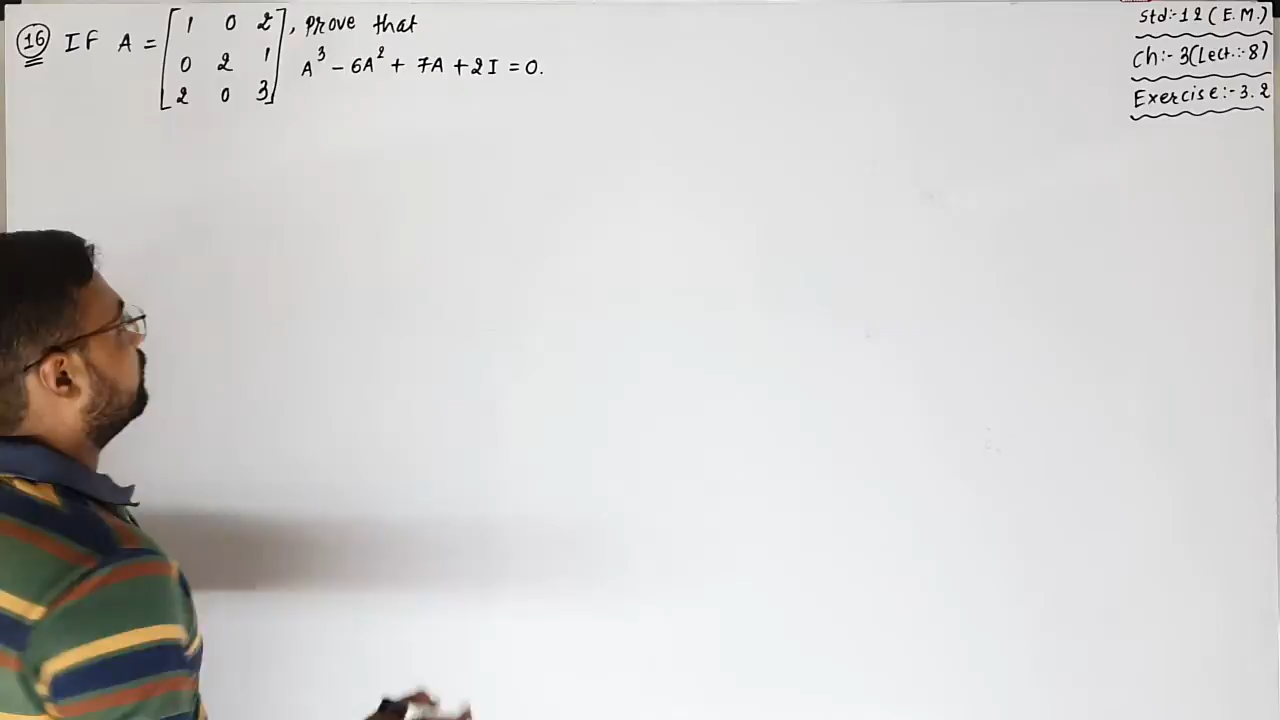 16 IF A = [ 1 0 2 ], prove that
0 2 1 A³ - 6A² + 7A + 2I = 0.
2 0 3
Std:-12 (E.M.)
Ch:- 3(Lect.:-8)
Exercise:- 3.2